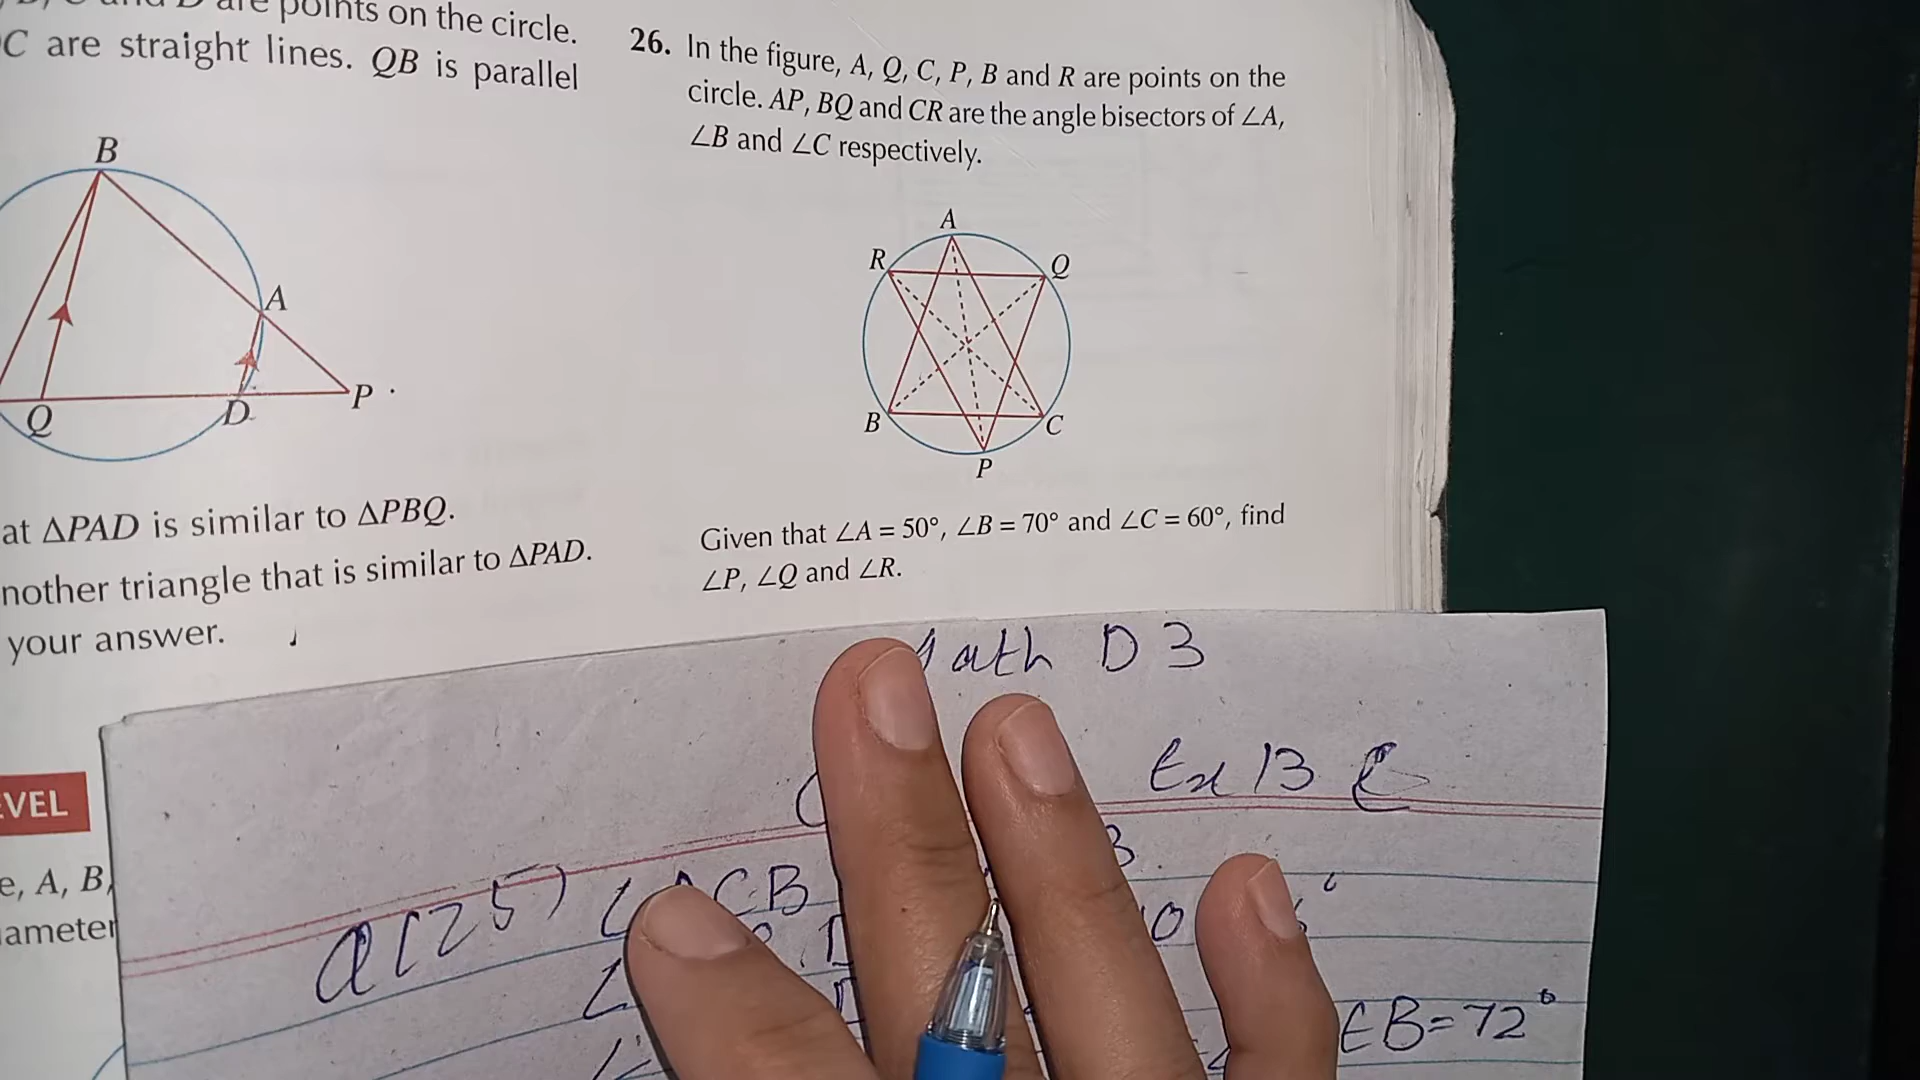 are points on the circle.
C are straight lines. QB is parallel
B
A
Q
D
P
at ΔPAD is similar to ΔPBQ.
nother triangle that is similar to ΔPAD.
your answer.
VEL
e, A, B,
ameter
26. In the figure, A, Q, C, P, B and R are points on the
circle. AP, BQ and CR are the angle bisectors of ∠A,
∠B and ∠C respectively.
A
R
Q
B
C
P
Given that ∠A = 50°, ∠B = 70° and ∠C = 60°, find
∠P, ∠Q and ∠R.
ath D 3
Ex 13 C
Q(25) ∠ACB
EB = 72°